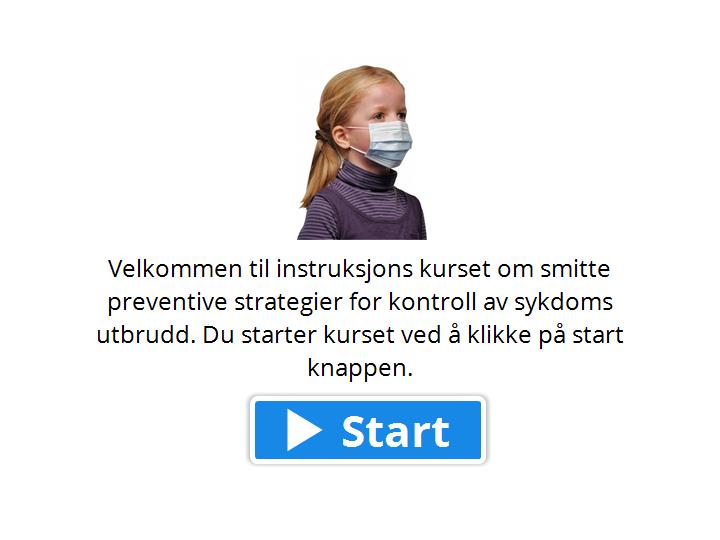 Velkommen til instruksjons kurset om smitte
preventive strategier for kontroll av sykdoms
utbrudd. Du starter kurset ved å klikke på start
knappen.
Start